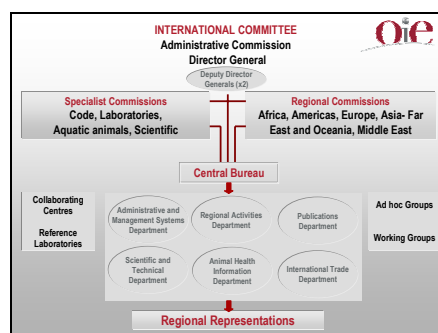 INTERNATIONAL COMMITTEE
Administrative Commission
Director General
oie
Deputy Director
Generals (x2)
Specialist Commissions
Code, Laboratories,
Aquatic animals, Scientific
Regional Commissions
Africa, Americas, Europe, Asia- Far
East and Oceania, Middle East
Central Bureau
Collaborating
Centres
Reference
Laboratories
Administrative and
Management Systems
Department
Regional Activities
Department
Publications
Department
Scientific and
Technical
Department
Animal Health
Information
Department
International Trade
Department
Ad hoc Groups
Working Groups
Regional Representations